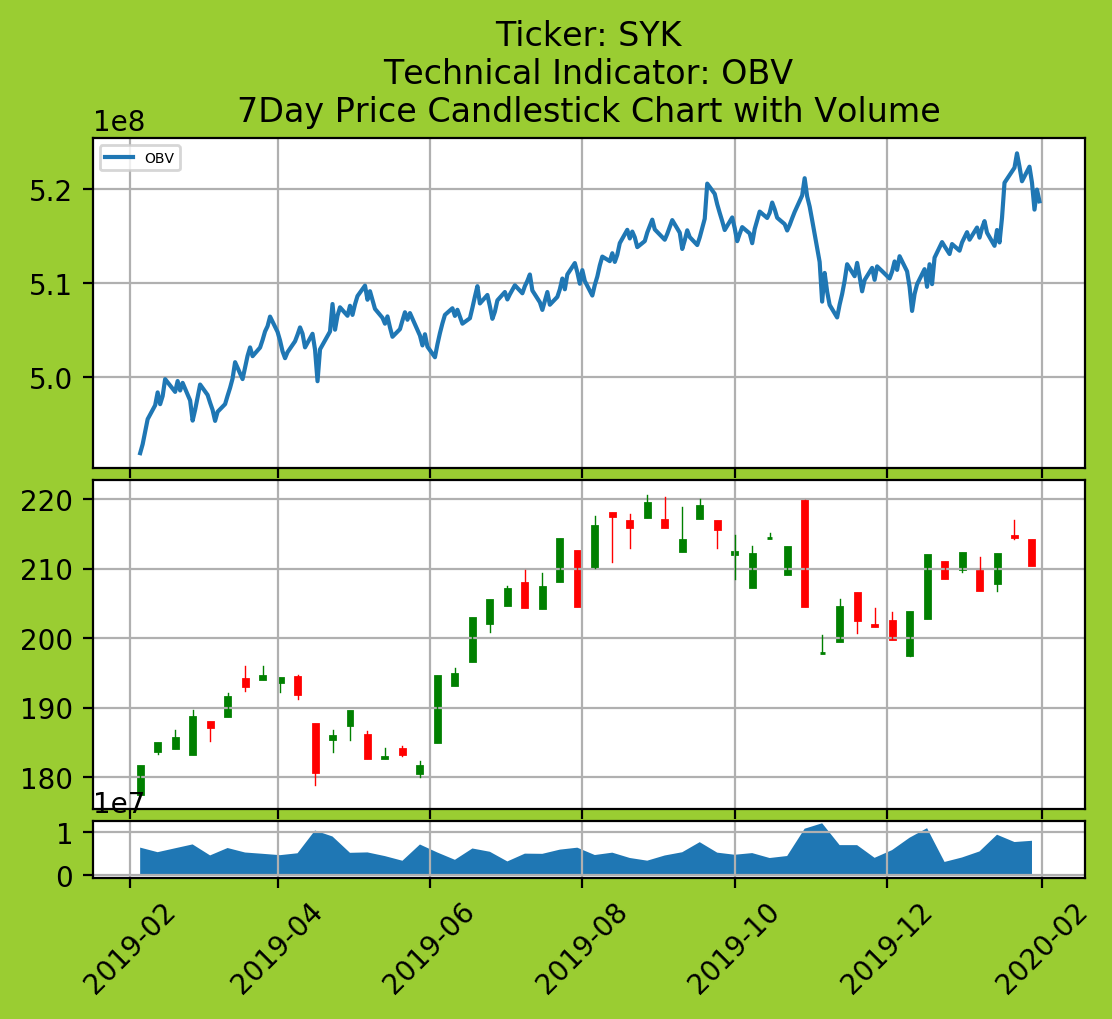 Ticker: SYK
Technical Indicator: OBV
7Day Price Candlestick Chart with Volume
1e8
OBV
5.2
5.1
5.0
220
210
200
190
180
1e7
1
0
2019-02
2019-04
2019-06
2019-08
2019-10
2019-12
2020-02